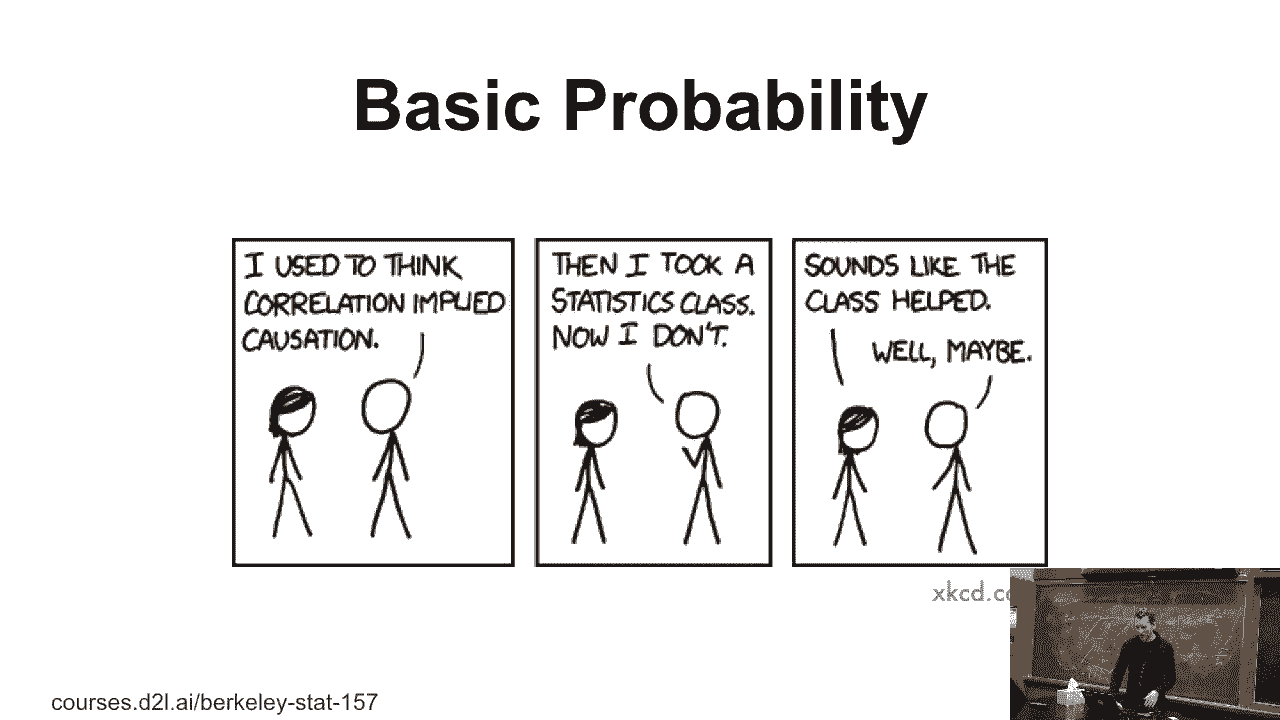 Basic Probability
I USED TO THINK
CORRELATION IMPLIED
CAUSATION.
THEN I TOOK A
STATISTICS CLASS.
NOW I DON'T.
SOUNDS LIKE THE
CLASS HELPED.
WELL, MAYBE.
xkcd.co
courses.d2l.ai/berkeley-stat-157